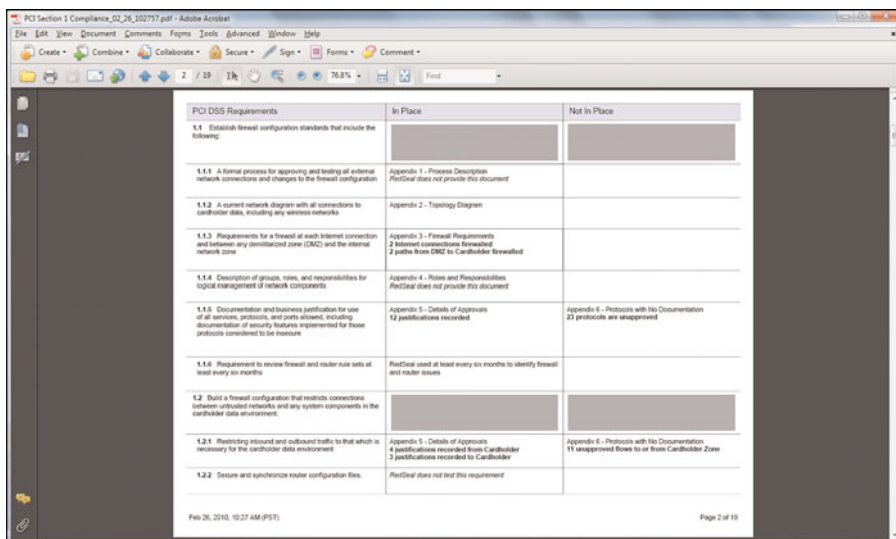 PCI Section 1 Compliance_02_26_102757.pdf - Adobe Acrobat
File Edit View Document Comments Forms Tools Advanced Window Help
Create Combine Collaborate Secure Sign Forms Comment
2 / 19 76.8% Find
PCI DSS Requirements In Place Not In Place
1.1 Establish firewall configuration standards that include the
following:
1.1.1 A formal process for approving and testing all external
network connections and changes to the firewall configuration
Appendix 1 - Process Description
RedSeal does not provide this document
1.1.2 A current network diagram with all connections to
cardholder data, including any wireless networks
Appendix 2 - Topology Diagram
1.1.3 Requirements for a firewall at each Internet connection
and between any demilitarized zone (DMZ) and the internal
network zone
Appendix 3 - Firewall Requirements
2 Internet connections firewalled
2 paths from DMZ to Cardholder firewalled
1.1.4 Description of groups, roles, and responsibilities for
logical management of network components
Appendix 4 - Roles and Responsibilities
RedSeal does not provide this document
1.1.5 Documentation and business justification for use
of all services, protocols, and ports allowed, including
documentation of security features implemented for those
protocols considered to be insecure
Appendix 5 - Details of Approvals
12 justifications recorded
Appendix 6 - Protocols with No Documentation
23 protocols are unapproved
1.1.6 Requirement to review firewall and router rule sets at
least every six months
RedSeal used at least every six months to identify firewall
and router issues
1.2 Build a firewall configuration that restricts connections
between untrusted networks and any system components in the
cardholder data environment.
1.2.1 Restricting inbound and outbound traffic to that which is
necessary for the cardholder data environment
Appendix 5 - Details of Approvals
4 justifications recorded from Cardholder
3 justifications recorded to Cardholder
Appendix 6 - Protocols with No Documentation
11 unapproved flows to or from Cardholder Zone
1.2.2 Secure and synchronize router configuration files.
RedSeal does not test this requirement
Feb 26, 2010, 10:27 AM (PST) Page 2 of 19